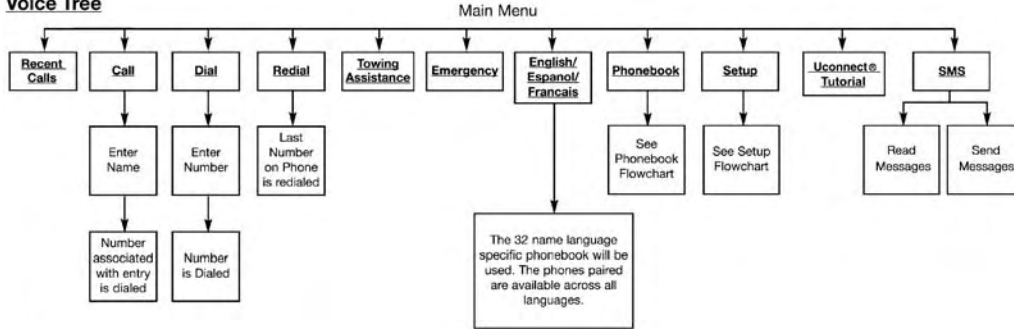 Voice Tree
Main Menu
Recent
Calls
Call
Dial
Redial
Towing
Assistance
Emergency
English/
Espanol/
Francais
Phonebook
Setup
Uconnect®
Tutorial
SMS
Enter
Name
Enter
Number
Last
Number
on Phone
is redialed
See
Phonebook
Flowchart
See Setup
Flowchart
Read
Messages
Send
Messages
Number
associated
with entry
is dialed
Number
is Dialed
The 32 name language
specific phonebook will be
used. The phones paired
are available across all
languages.